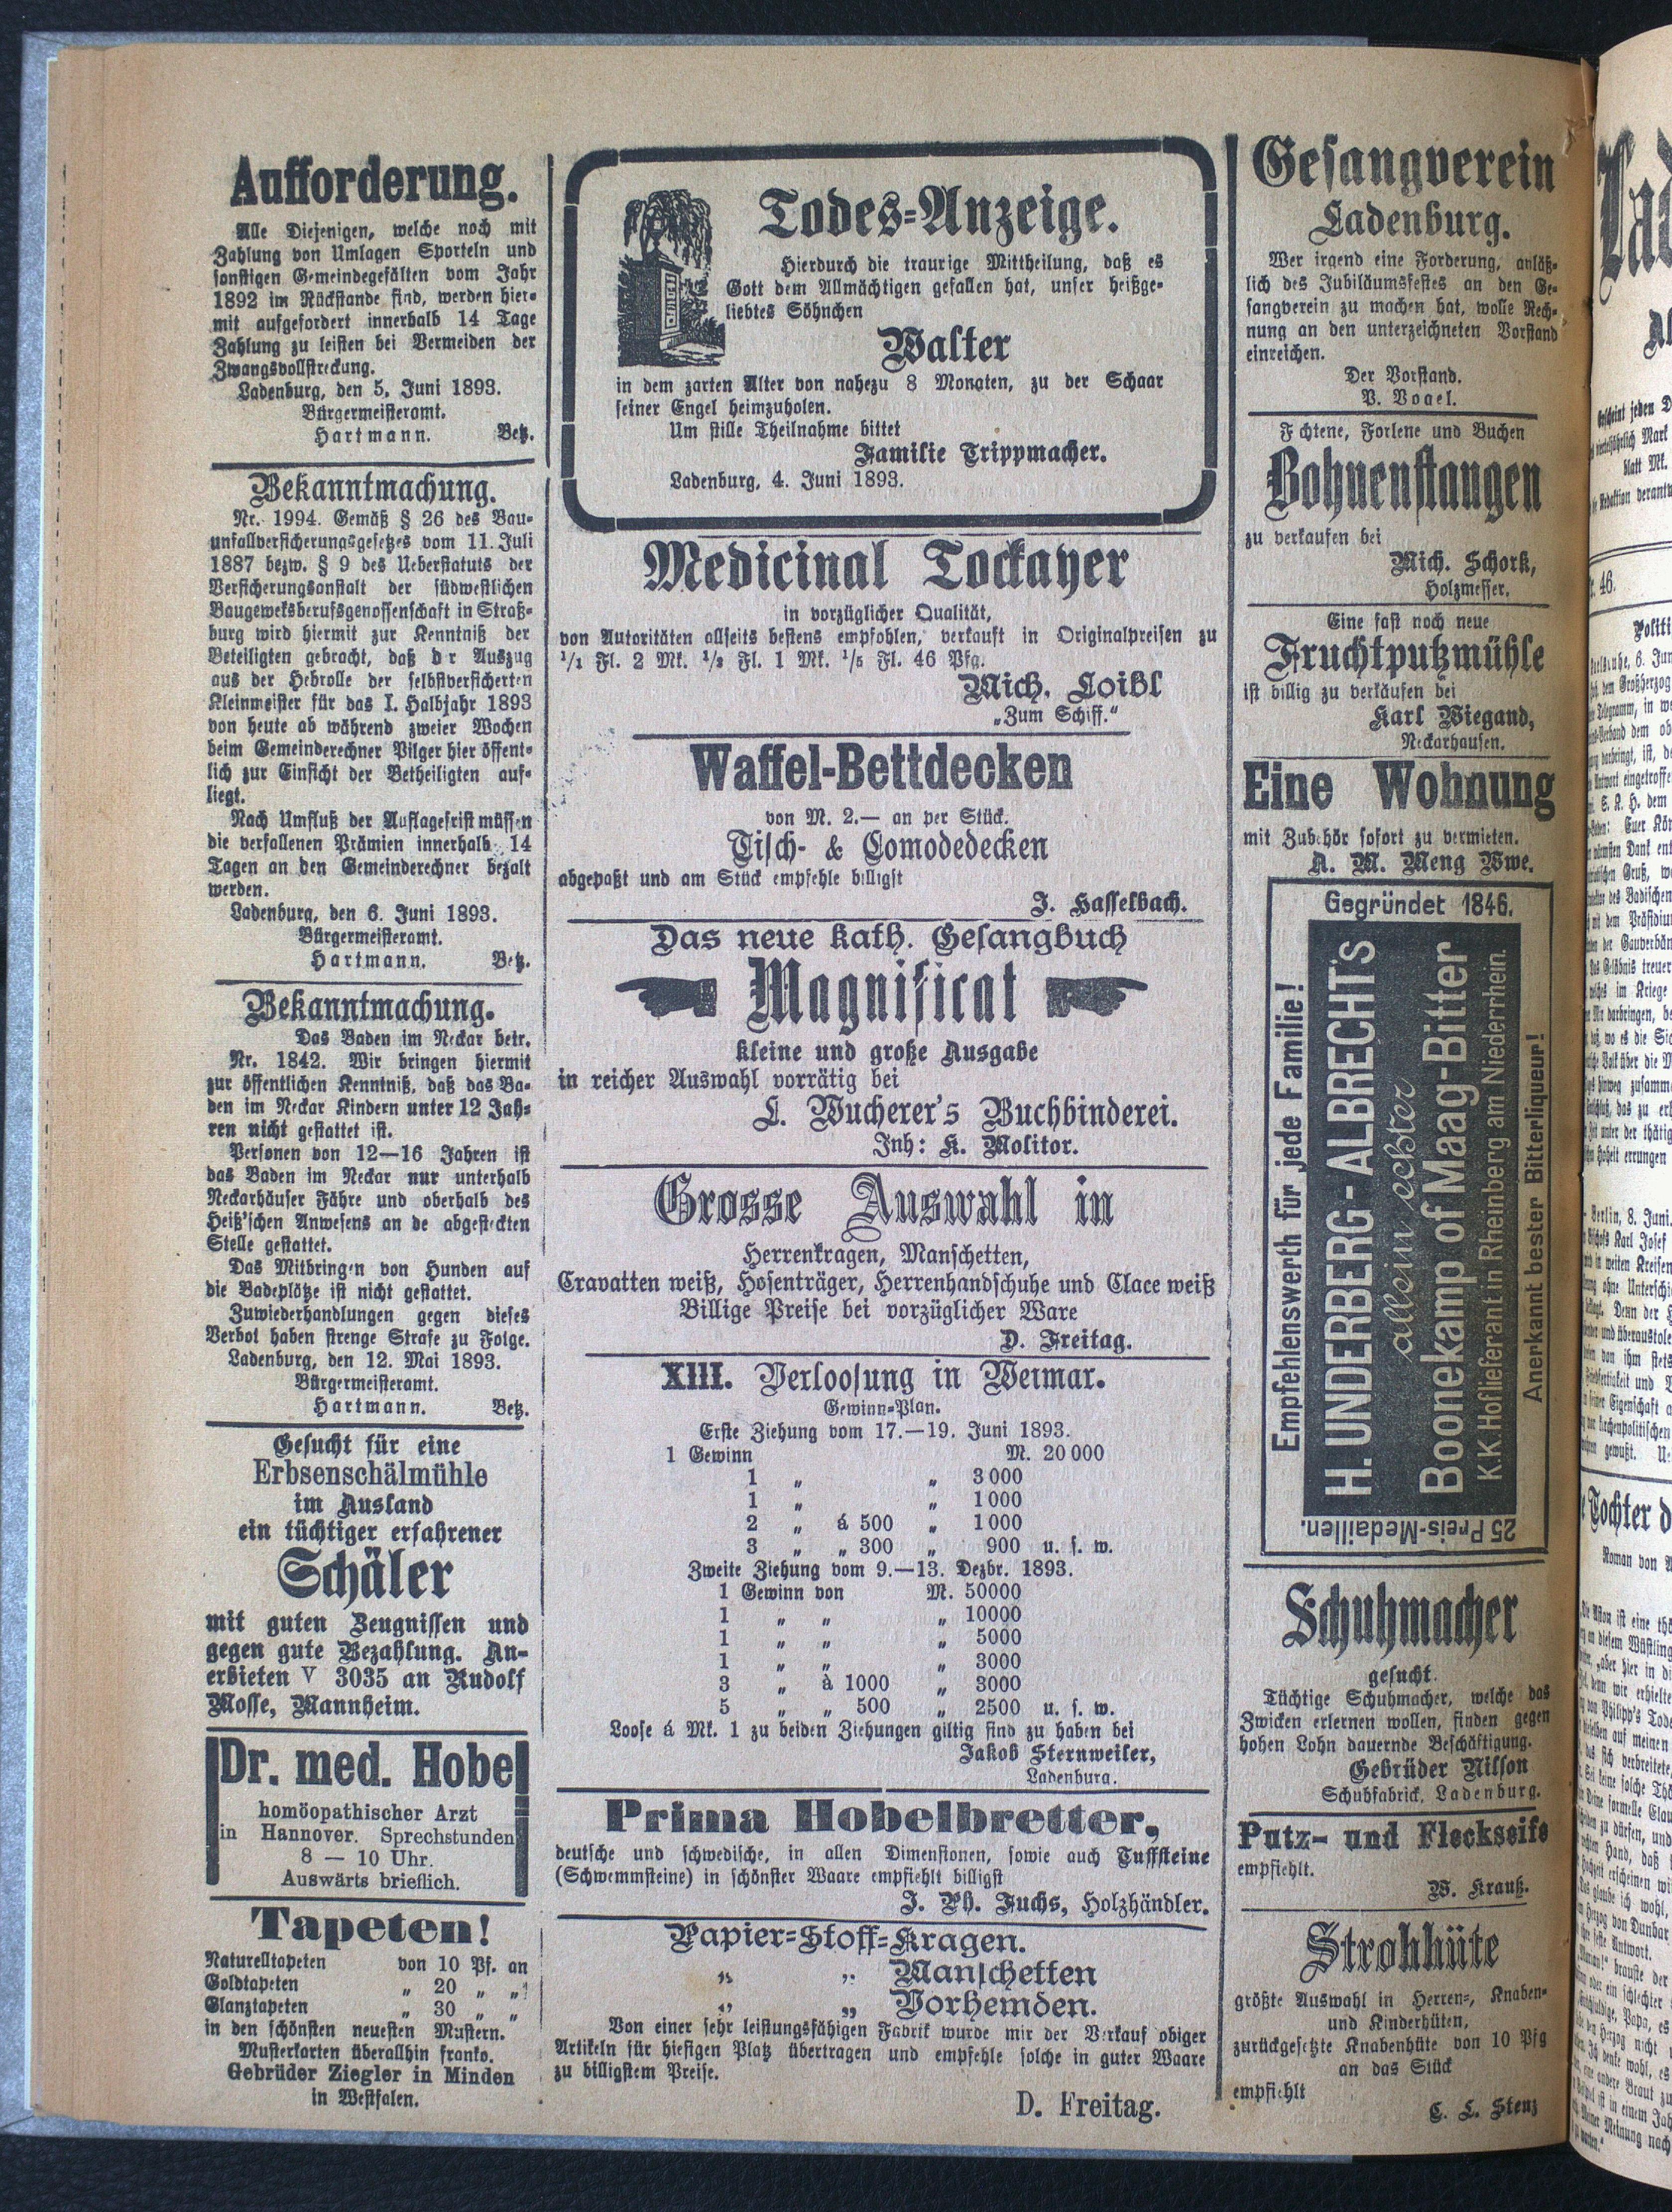 Aufforderung.
Alle Diejenigen, welche noch mit
Zahlung von Umlagen Sporteln und
sonstigen Gemeindegefälten vom Jahr
1892 im Rückstande sind, werden hier-
mit aufgefordert innerhalb 14 Tage
Zahlung zu leisten bei Vermeiden der
Zwangsvollstreckung.
Ladenburg, den 5. Juni 1893.
Bürgermeisteramt.
Hartmann. Betz.
Bekanntmachung.
Nr. 1994. Gemäß § 26 des Bau-
unfallversicherungsgesetzes vom 11. Juli
1887 bezw. § 9 des Ueberstatuts der
Versicherungsanstalt der südwestlichen
Baugeweksberufsgenossenschaft in Straß-
burg wird hiermit zur Kenntniß der
Beteiligten gebracht, daß d r Auszug
aus der Hebrolle der selbstversicherten
Kleinmeister für das I. Halbjahr 1893
von heute ab während zweier Wochen
beim Gemeinderechner Pilger hier öffent-
lich zur Einsicht der Betheiligten auf-
liegt.
Nach Umfluß der Auflagefrist müssen
die verfallenen Prämien innerhalb 14
Tagen an den Gemeinderechner bezalt
werden.
Ladenburg, den 6. Juni 1893.
Bürgermeisteramt.
Hartmann. Betz.
Bekanntmachung.
Das Baden im Neckar betr.
Nr. 1842. Wir bringen hiermit
zur öffentlichen Kenntniß, daß das Ba-
den im Neckar Kindern unter 12 Jah-
ren nicht gestattet ist.
Personen von 12—16 Jahren ist
das Baden im Neckar nur unterhalb
Neckarhäuser Fähre und oberhalb des
Heiß'schen Anwesens an de abgesteckten
Stelle gestattet.
Das Mitbringen von Hunden auf
die Badeplötze ist nicht gestattet.
Zuwiederhandlungen gegen dieses
Verbot haben strenge Strafe zu Folge.
Ladenburg, den 12. Mai 1893.
Bürgermeisteramt.
Hartmann. Betz.
Gesucht für eine
Erbsenschälmühle
im Ausland
ein tüchtiger erfahrener
Schäler
mit guten Zeugnissen und
gegen gute Bezahlung. An-
erbieten V 3035 an Rudolf
Mosse, Mannheim.
Dr. med. Hobe
homöopathischer Arzt
in Hannover. Sprechstunden
8 — 10 Uhr.
Auswärts brieflich.
Tapeten!
Naturelltapeten von 10 Pf. an
Goldtapeten „ 20 „ „
Glanztapeten „ 30 „ „
in den schönsten neuesten Mustern.
Musterkarten überallhin franko.
Gebrüder Ziegler in Minden
in Westfalen.
Todes-Anzeige.
Hierdurch die traurige Mittheilung, daß es
Gott dem Allmächtigen gefallen hat, unser heißge-
liebtes Söhnchen
Walter
in dem zarten Alter von nahezu 8 Monaten, zu der Schaar
seiner Engel heimzuholen.
Um stille Theilnahme bittet
Familie Trippmacher.
Ladenburg, 4. Juni 1893.
Medicinal Tockayer
in vorzüglicher Qualität,
von Autoritäten allseits bestens empfohlen, verkauft in Originalpreisen zu
1/1 Fl. 2 Mk. 1/2 Fl. 1 Mk. 1/5 Fl. 46 Pfg.
Mich. Loibl
„Zum Schiff.“
Waffel-Bettdecken
von M. 2.— an per Stück.
Tisch- & Comodedecken
abgepaßt und am Stück empfehle billigst
J. Hasselbach.
Das neue kath. Gesangbuch
Magnificat
kleine und große Ausgabe
in reicher Auswahl vorrätig bei
L. Wucherer's Buchbinderei.
Inh: K. Molitor.
Grosse Auswahl in
Herrenkragen, Manschetten,
Cravatten weiß, Hosenträger, Herrenhandschuhe und Clace weiß
Billige Preise bei vorzüglicher Ware
D. Freitag.
XIII. Verloosung in Weimar.
Gewinn-Plan.
Erste Ziehung vom 17.—19. Juni 1893.
1 Gewinn M. 20 000
1 „ „ 3 000
1 „ „ 1 000
2 „ á 500 „ 1 000
3 „ „ 300 „ 900 u. s. w.
Zweite Ziehung vom 9.—13. Dezbr. 1893.
1 Gewinn von M. 50000
1 „ „ „ 10000
1 „ „ „ 5000
1 „ „ „ 3000
3 „ à 1000 „ 3000
5 „ „ 500 „ 2500 u. s. w.
Loose á Mk. 1 zu beiden Ziehungen giltig sind zu haben bei
Jakob Sternweiler,
Ladenburg.
Prima Hobelbretter,
deutsche und schwedische, in allen Dimensionen, sowie auch Tuffsteine
(Schwemmsteine) in schönster Waare empfiehlt billigst
J. Ph. Fuchs, Holzhändler.
Papier-Stoff-Kragen.
„ „ Manschetten
„ „ Vorhemden.
Von einer sehr leistungsfähigen Fabrik wurde mir der Verkauf obiger
Artikeln für hiesigen Platz übertragen und empfehle solche in guter Waare
zu billigstem Preise.
D. Freitag.
Gesangverein
Ladenburg.
Wer irgend eine Forderung, anläß-
lich des Jubiläumsfestes an den Ge-
sangverein zu machen hat, wolle Rech-
nung an den unterzeichneten Vorstand
einreichen.
Der Vorstand.
P. Vogel.
F chtene, Forlene und Buchen
Bohnenstangen
zu verkaufen bei
Mich. Schork,
Holzmesser.
Eine fast noch neue
Fruchtputzmühle
ist billig zu verkäufen bei
Karl Wiegand,
Neckarhausen.
Eine Wohnung
mit Zubehör sofort zu vermieten.
A. M. Meng Wwe.
Gegründet 1846.
Empfehlenswerth für jede Familie!
H. UNDERBERG-ALBRECHT'S
allein echter
Boonekamp of Maag-Bitter
K.K. Hoflieferant in Rheinberg am Niederrhein.
Anerkannt bester Bitterliqueur!
25 Preis-Medaillen.
Schuhmacher
gesucht.
Tüchtige Schuhmacher, welche das
Zwicken erlernen wollen, finden gegen
hohen Lohn dauernde Beschäftigung.
Gebrüder Nilson
Schuhfabrick, Ladenburg.
Putz- und Fleckseife
empfiehlt.
W. Krauß.
Strohhüte
größte Auswahl in Herren-, Knaben-
und Kinderhüten,
zurückgesetzte Knabenhüte von 10 Pfg
an das Stück
empfiehlt
C. L. Stenz